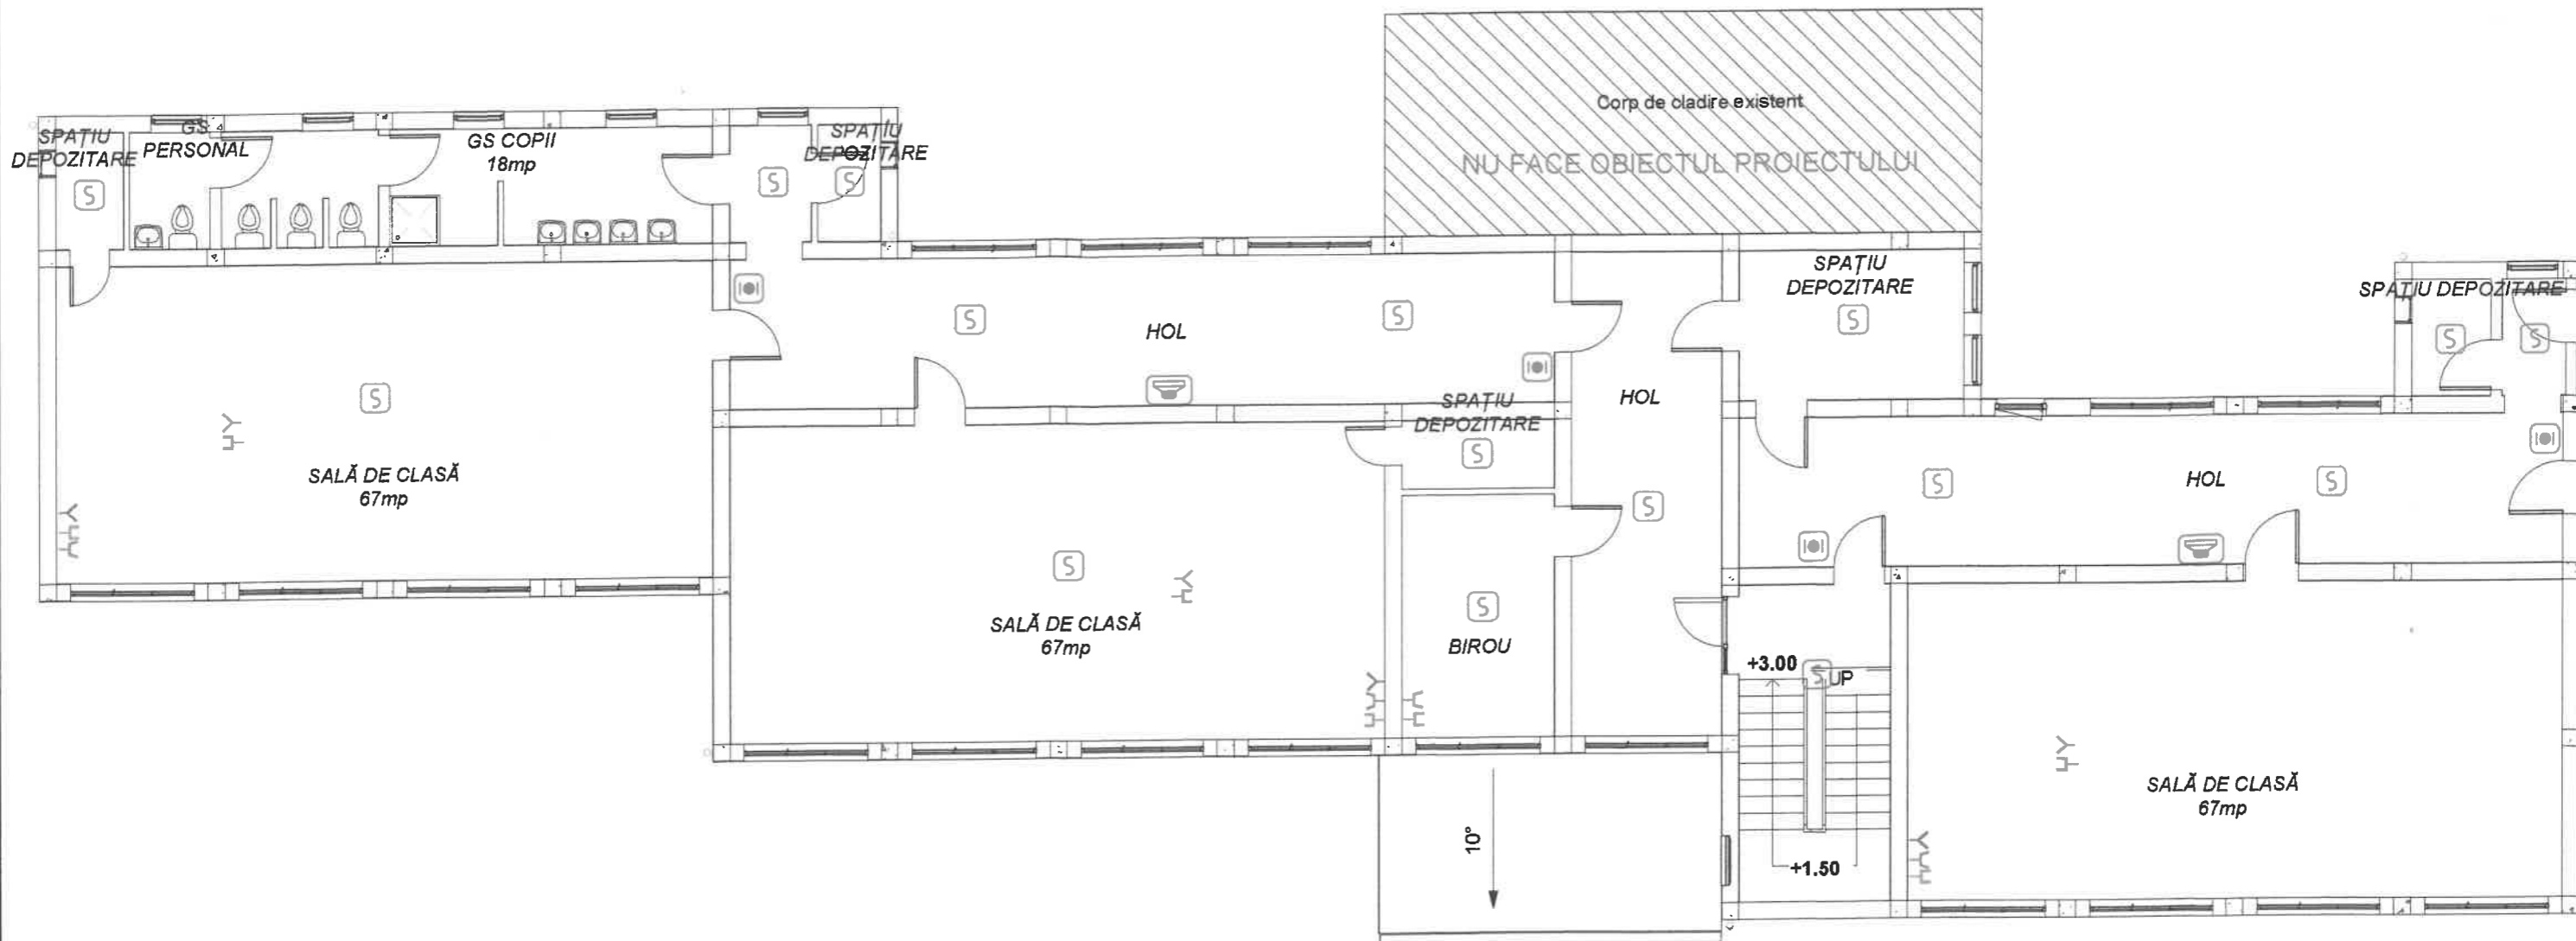 Corp de cladire existent
NU FACE OBIECTUL PROIECTULUI
SPAȚIU
DEPOZITARE
S
GS
PERSONAL
GS COPII
18mp
S
SPAȚIU
DEPOZITARE
S
SALĂ DE CLASĂ
67mp
S
S
HOL
S
SPAȚIU
DEPOZITARE
S
HOL
S
SPAȚIU
DEPOZITARE
S
SPAȚIU DEPOZITARE
S
S
S
HOL
S
S
SALĂ DE CLASĂ
67mp
S
BIROU
+3.00
S
UP
+1.50
10°
SALĂ DE CLASĂ
67mp